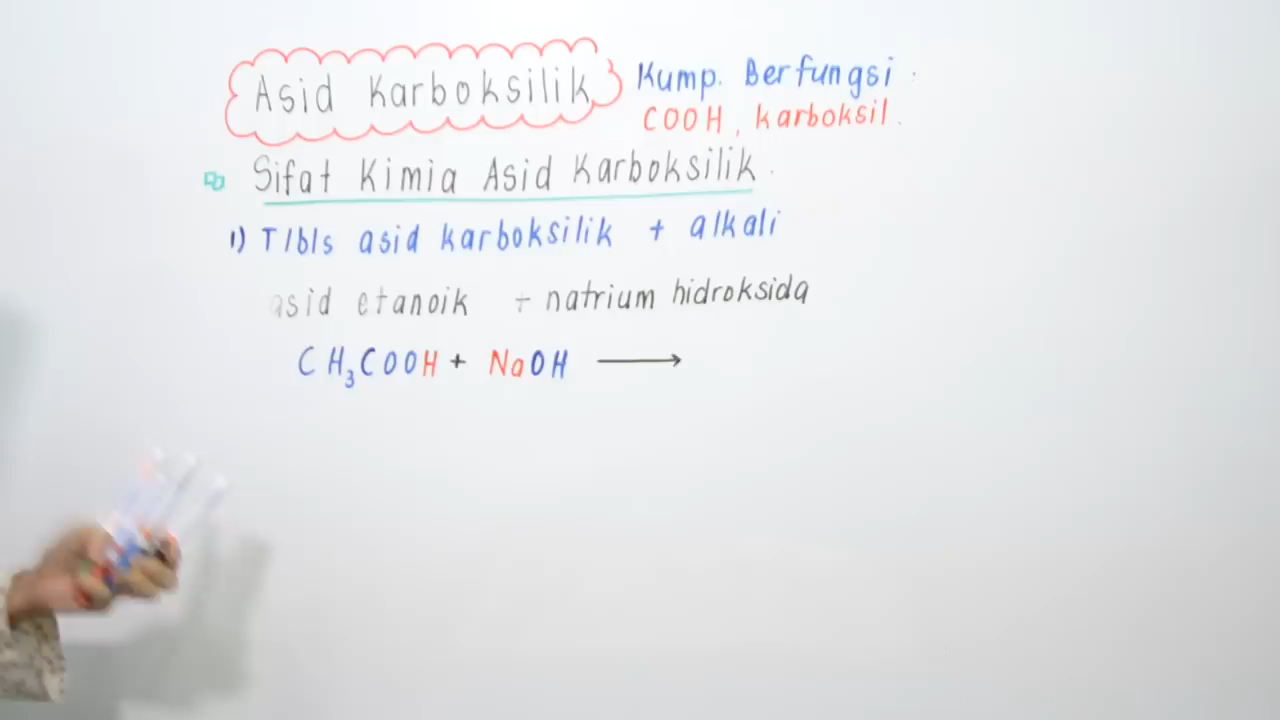 Asid Karboksilik
Kump. Berfungsi
COOH, karboksil.
Sifat Kimia Asid Karboksilik.
1) T/bls asid karboksilik + alkali
asid etanoik + natrium hidroksida
CH₃COOH + NaOH ⟶